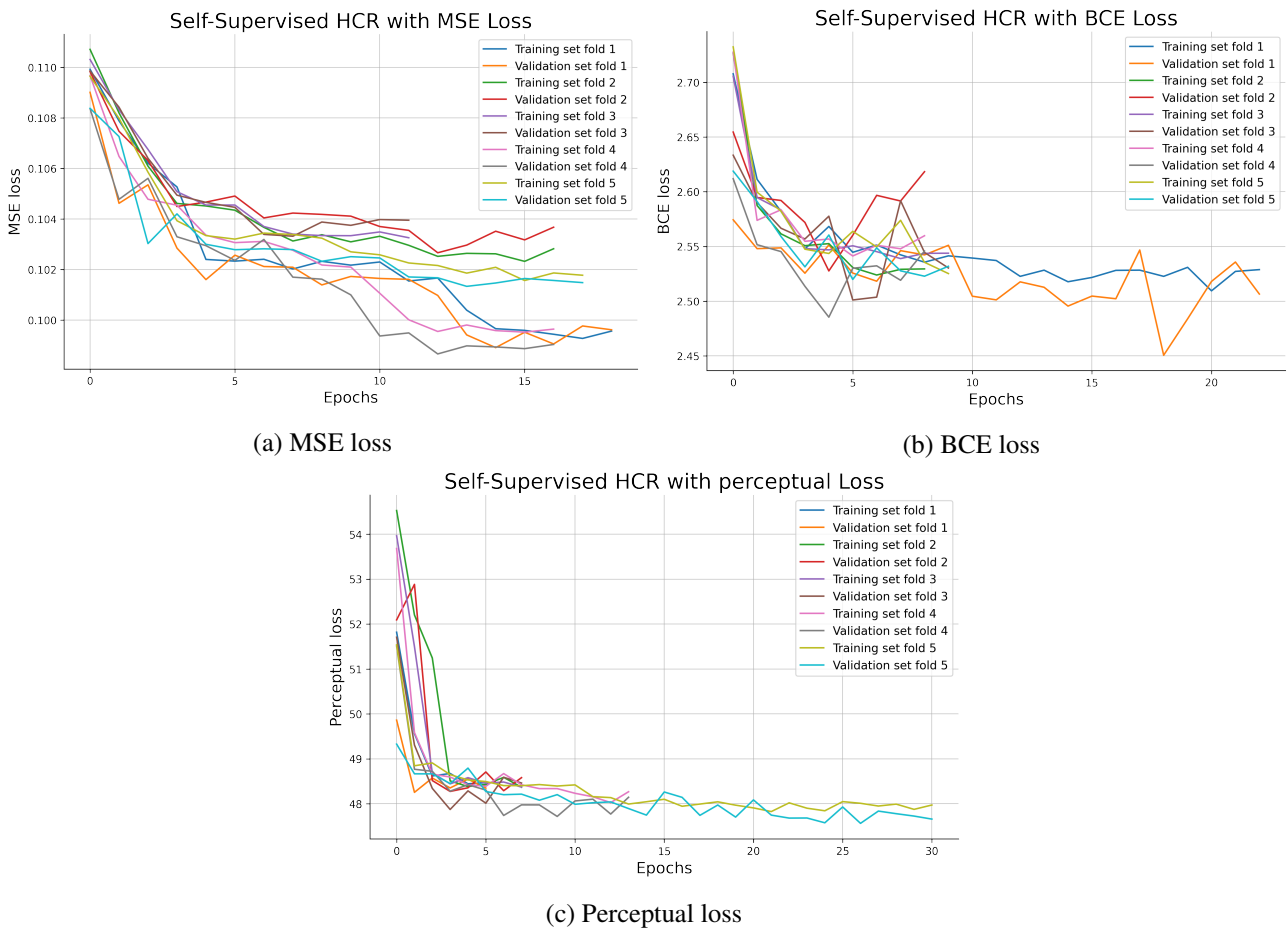 Self-Supervised HCR with MSE Loss
MSE loss
0.110
0.108
0.106
0.104
0.102
0.100
0
5
10
15
Epochs
Training set fold 1
Validation set fold 1
Training set fold 2
Validation set fold 2
Training set fold 3
Validation set fold 3
Training set fold 4
Validation set fold 4
Training set fold 5
Validation set fold 5
(a) MSE loss
Self-Supervised HCR with BCE Loss
BCE loss
2.70
2.65
2.60
2.55
2.50
2.45
0
5
10
15
20
Epochs
Training set fold 1
Validation set fold 1
Training set fold 2
Validation set fold 2
Training set fold 3
Validation set fold 3
Training set fold 4
Validation set fold 4
Training set fold 5
Validation set fold 5
(b) BCE loss
Self-Supervised HCR with perceptual Loss
Perceptual loss
54
53
52
51
50
49
48
0
5
10
15
20
25
30
Epochs
Training set fold 1
Validation set fold 1
Training set fold 2
Validation set fold 2
Training set fold 3
Validation set fold 3
Training set fold 4
Validation set fold 4
Training set fold 5
Validation set fold 5
(c) Perceptual loss